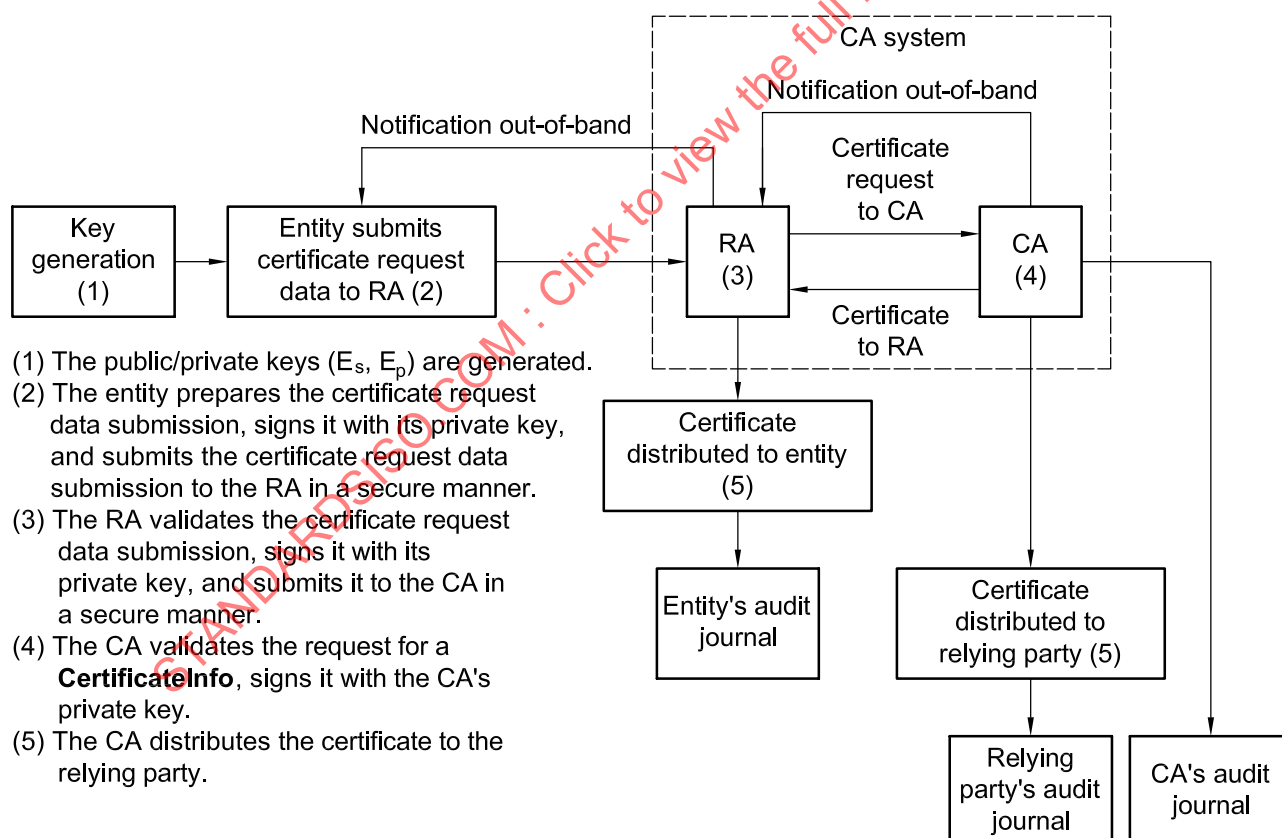 CA system
Notification out-of-band
Notification out-of-band
Certificate
request
to CA
Key
generation
(1)
Entity submits
certificate request
data to RA (2)
RA
(3)
CA
(4)
Certificate
to RA
(1) The public/private keys (Es, Ep) are generated.
(2) The entity prepares the certificate request
data submission, signs it with its private key,
and submits the certificate request data
submission to the RA in a secure manner.
(3) The RA validates the certificate request
data submission, signs it with its
private key, and submits it to the CA in
a secure manner.
(4) The CA validates the request for a
CertificateInfo, signs it with the CA's
private key.
(5) The CA distributes the certificate to the
relying party.
Certificate
distributed to entity
(5)
Entity's audit
journal
Certificate
distributed to
relying party (5)
Relying
party's audit
journal
CA's audit
journal
STANDARDSISO.COM : Click to view the full